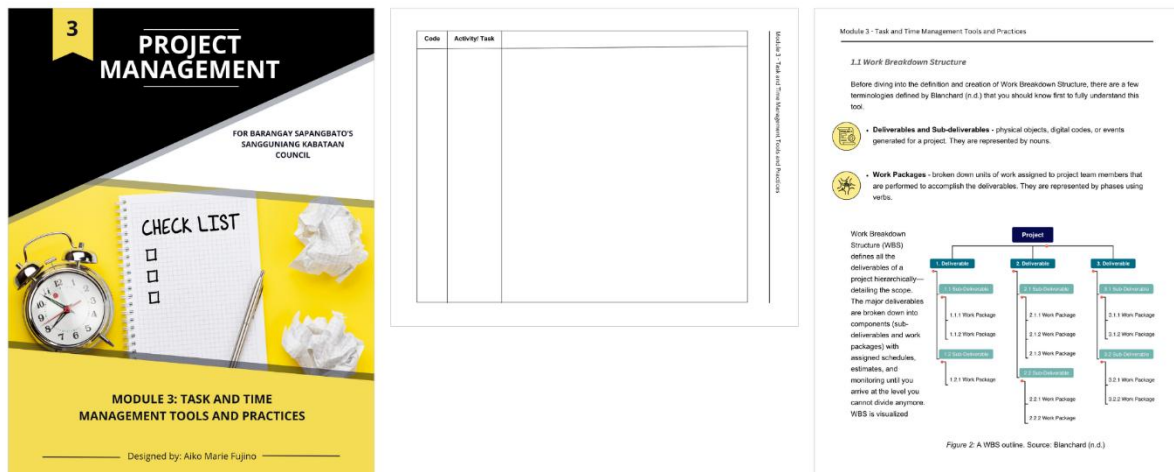 3
PROJECT
MANAGEMENT
FOR BARANGAY SAPANGBATO'S
SANGGUNIANG KABATAAN
COUNCIL
CHECK LIST
MODULE 3: TASK AND TIME
MANAGEMENT TOOLS AND PRACTICES
Designed by: Aiko Marie Fujino
Code
Activity/ Task
Module 3 - Task and Time Management Tools and Practices
Module 3 - Task and Time Management Tools and Practices
1.1 Work Breakdown Structure
Before diving into the definition and creation of Work Breakdown Structure, there are a few
terminologies defined by Blanchard (n.d.) that you should know first to fully understand this
tool.
• Deliverables and Sub-deliverables - physical objects, digital codes, or events
generated for a project. They are represented by nouns.
• Work Packages - broken down units of work assigned to project team members that
are performed to accomplish the deliverables. They are represented by phases using
verbs.
Work Breakdown
Structure (WBS)
defines all the
deliverables of a
project hierarchically—
detailing the scope.
The major deliverables
are broken down into
components (sub-
deliverables and work
packages) with
assigned schedules,
estimates, and
monitoring until you
arrive at the level you
cannot divide anymore.
WBS is visualized
Project
1. Deliverable
1.1 Sub-Deliverable
1.1.1 Work Package
1.1.2 Work Package
1.2 Sub-Deliverable
1.2.1 Work Package
2. Deliverable
2.1 Sub-Deliverable
2.1.1 Work Package
2.1.2 Work Package
2.1.3 Work Package
2.2 Sub-Deliverable
2.2.1 Work Package
2.2.2 Work Package
3. Deliverable
3.1 Sub-Deliverable
3.1.1 Work Package
3.1.2 Work Package
3.2 Sub-Deliverable
3.2.1 Work Package
3.2.2 Work Package
Figure 2: A WBS outline. Source: Blanchard (n.d.)